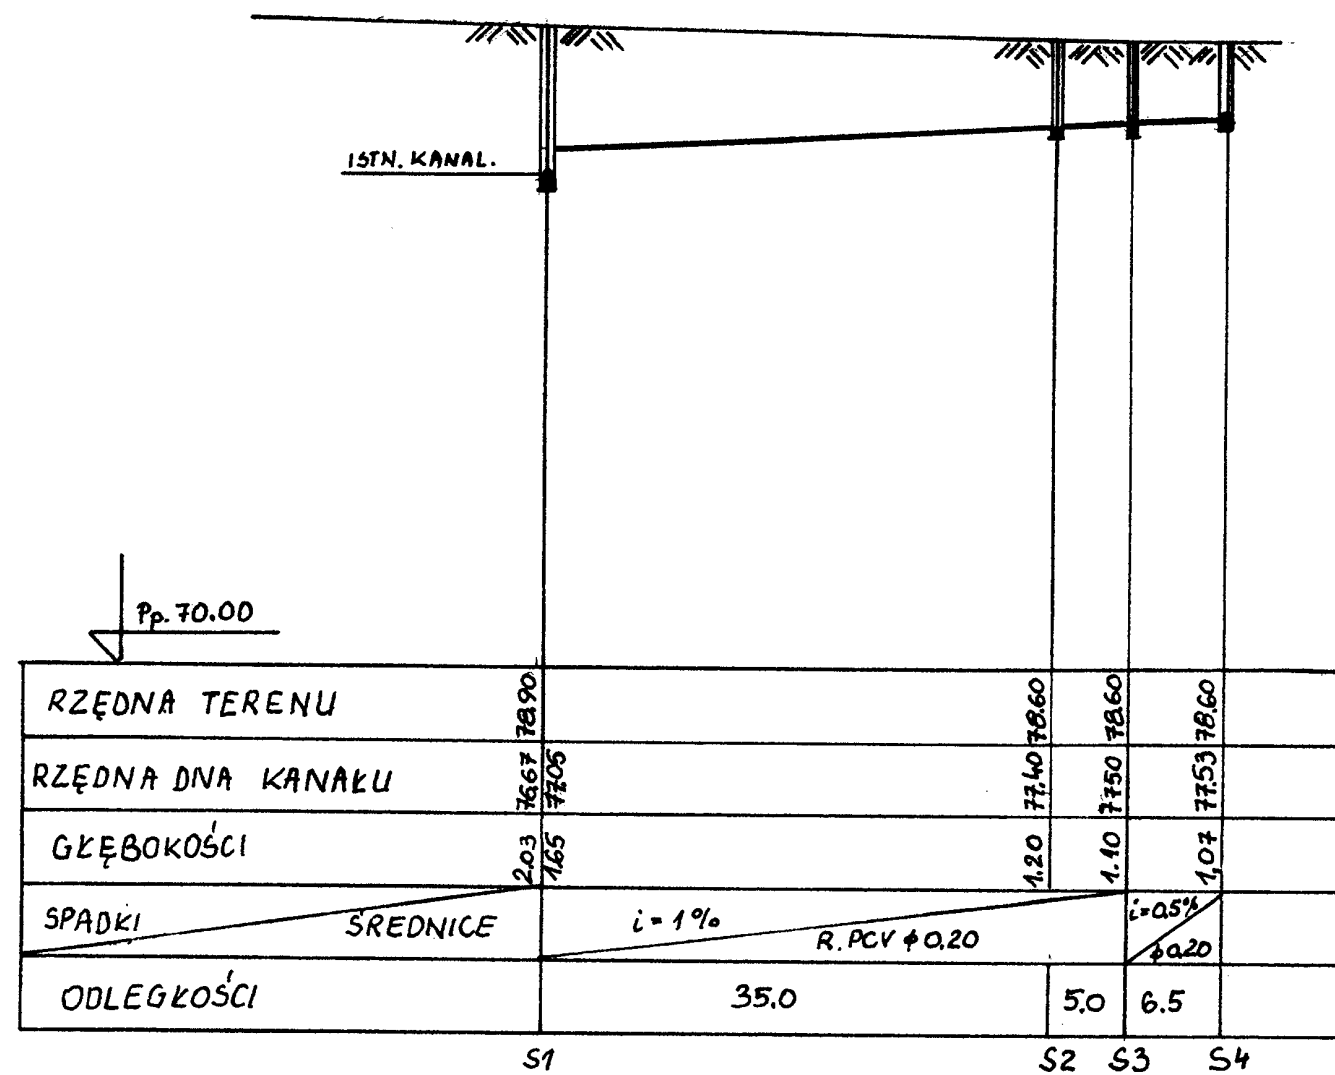 ISTN. KANAL.
Pp. 70.00
RZĘDNA TERENU 78.90 78.60 78.60 78.60
RZĘDNA DNA KANAŁU 76.67 77.05 77.40 77.50 77.53
GŁĘBOKOŚCI 2.03 1.65 1.20 1.10 1,07
SPADKI ŚREDNICE i = 1% R. PCV ϕ 0.20 i=0,5% ϕ 0.20
ODLEGŁOŚCI 35.0 5.0 6.5
S1 S2 S3 S4